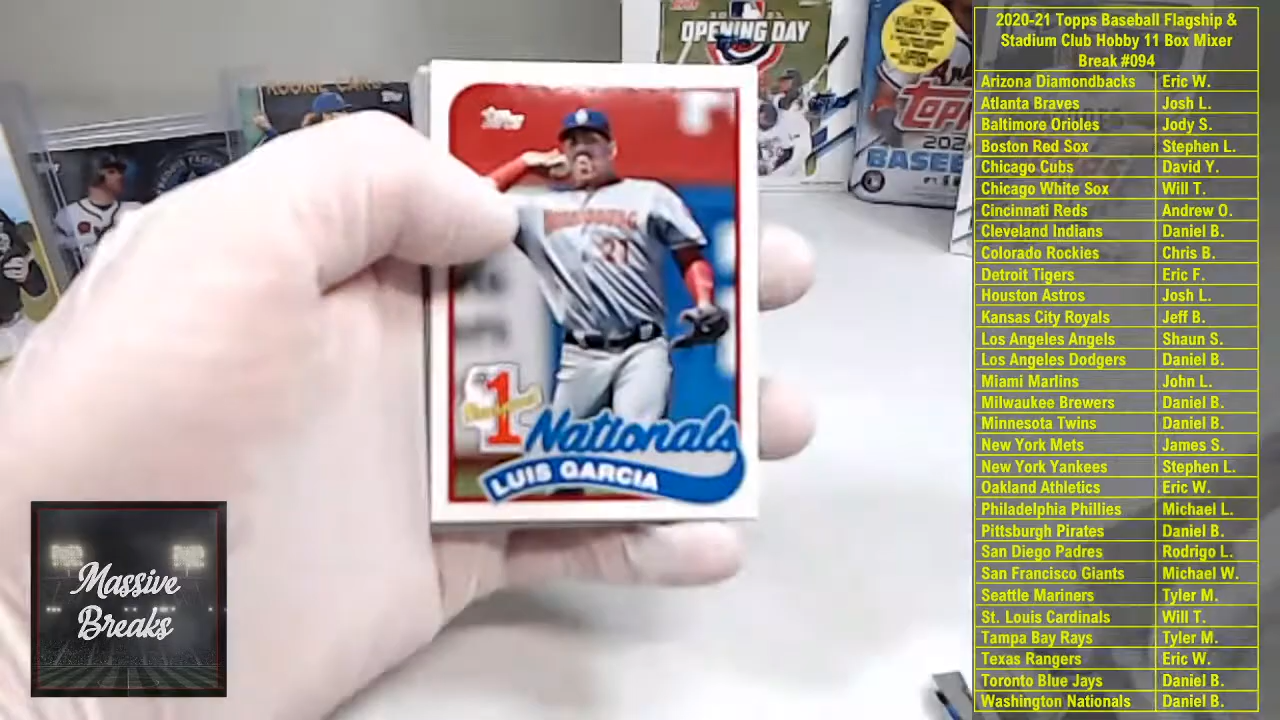 OPENING DAY
ROOKIE CARD
topps
21
1
Nationals
LUIS GARCIA
Massive
Breaks
2020-21 Topps Baseball Flagship &
Stadium Club Hobby 11 Box Mixer
Break #094
Arizona Diamondbacks Eric W.
Atlanta Braves Josh L.
Baltimore Orioles Jody S.
Boston Red Sox Stephen L.
Chicago Cubs David Y.
Chicago White Sox Will T.
Cincinnati Reds Andrew O.
Cleveland Indians Daniel B.
Colorado Rockies Chris B.
Detroit Tigers Eric F.
Houston Astros Josh L.
Kansas City Royals Jeff B.
Los Angeles Angels Shaun S.
Los Angeles Dodgers Daniel B.
Miami Marlins John L.
Milwaukee Brewers Daniel B.
Minnesota Twins Daniel B.
New York Mets James S.
New York Yankees Stephen L.
Oakland Athletics Eric W.
Philadelphia Phillies Michael L.
Pittsburgh Pirates Daniel B.
San Diego Padres Rodrigo L.
San Francisco Giants Michael W.
Seattle Mariners Tyler M.
St. Louis Cardinals Will T.
Tampa Bay Rays Tyler M.
Texas Rangers Eric W.
Toronto Blue Jays Daniel B.
Washington Nationals Daniel B.